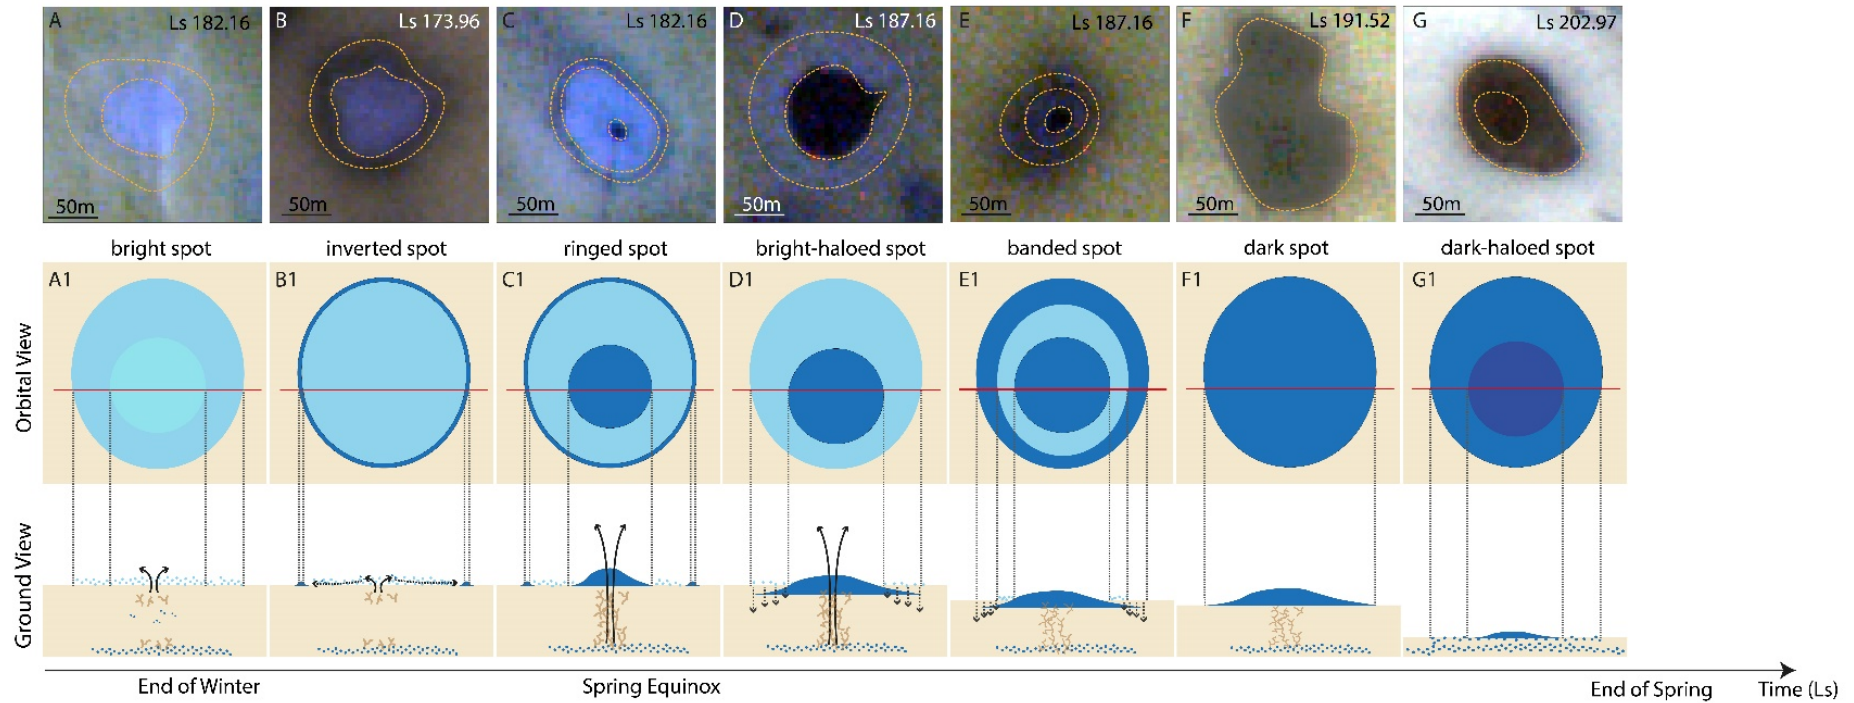 A
Ls 182.16
B
Ls 173.96
C
Ls 182.16
D
Ls 187.16
E
Ls 187.16
F
Ls 191.52
G
Ls 202.97
50m
50m
50m
50m
50m
50m
50m
bright spot
inverted spot
ringed spot
bright-haloed spot
banded spot
dark spot
dark-haloed spot
Orbital View
A1
B1
C1
D1
E1
F1
G1
Ground View
End of Winter
Spring Equinox
End of Spring
Time (Ls)